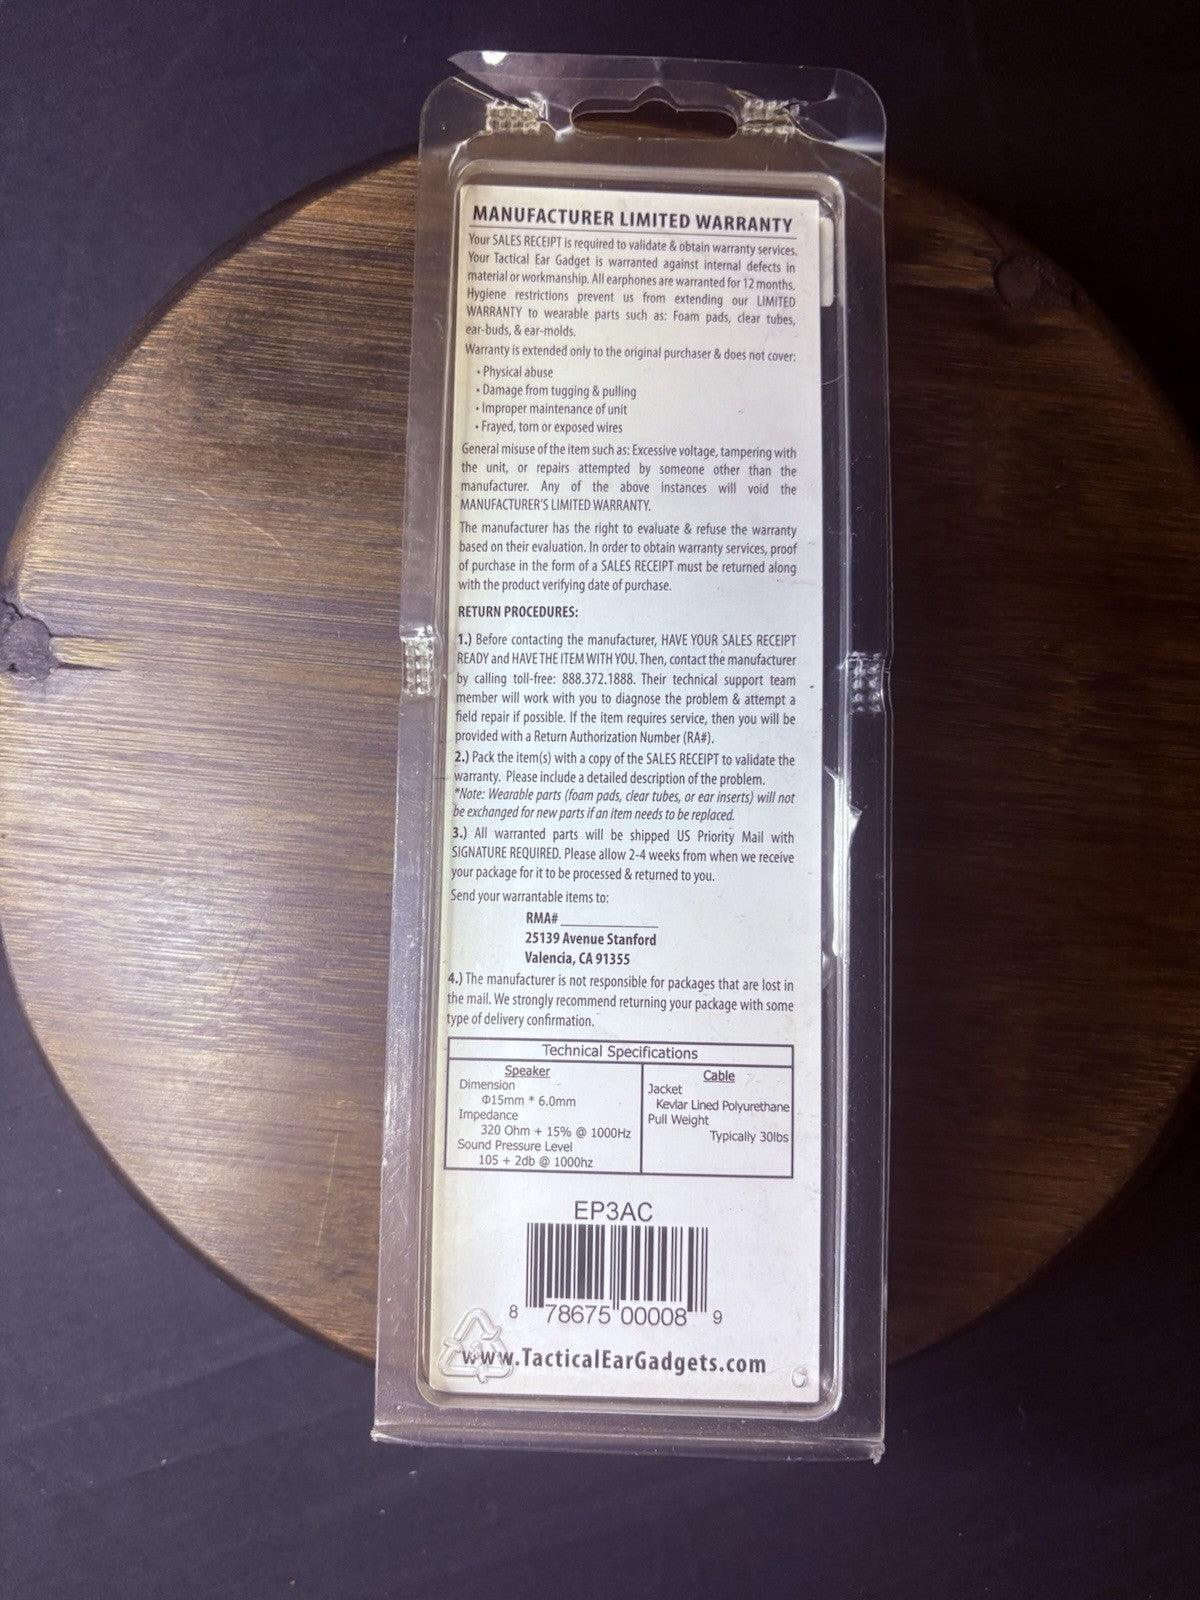 MANUFACTURER LIMITED WARRANTY
Your SALES RECEIPT is required to validate & obtain warranty services.
Your Tactical Ear Gadget is warranted against internal defects in
material or workmanship. All earphones are warranted for 12 months.
Hygiene restrictions prevent us from extending our LIMITED
WARRANTY to wearable parts such as: Foam pads, clear tubes,
ear-buds, & ear-molds.
Warranty is extended only to the original purchaser & does not cover:
• Physical abuse
• Damage from tugging & pulling
• Improper maintenance of unit
• Frayed, torn or exposed wires
General misuse of the item such as: Excessive voltage, tampering with
the unit, or repairs attempted by someone other than the
manufacturer. Any of the above instances will void the
MANUFACTURER'S LIMITED WARRANTY.
The manufacturer has the right to evaluate & refuse the warranty
based on their evaluation. In order to obtain warranty services, proof
of purchase in the form of a SALES RECEIPT must be returned along
with the product verifying date of purchase.
RETURN PROCEDURES:
1.) Before contacting the manufacturer, HAVE YOUR SALES RECEIPT
READY and HAVE THE ITEM WITH YOU. Then, contact the manufacturer
by calling toll-free: 888.372.1888. Their technical support team
member will work with you to diagnose the problem & attempt a
field repair if possible. If the item requires service, then you will be
provided with a Return Authorization Number (RA#).
2.) Pack the item(s) with a copy of the SALES RECEIPT to validate the
warranty. Please include a detailed description of the problem.
*Note: Wearable parts (foam pads, clear tubes, or ear inserts) will not
be exchanged for new parts if an item needs to be replaced.
3.) All warranted parts will be shipped US Priority Mail with
SIGNATURE REQUIRED. Please allow 2-4 weeks from when we receive
your package for it to be processed & returned to you.
Send your warrantable items to:
RMA# ____________
25139 Avenue Stanford
Valencia, CA 91355
4.) The manufacturer is not responsible for packages that are lost in
the mail. We strongly recommend returning your package with some
type of delivery confirmation.
Technical Specifications
Speaker
Dimension
Φ15mm * 6.0mm
Impedance
320 Ohm + 15% @ 1000Hz
Sound Pressure Level
105 + 2db @ 1000hz
Cable
Jacket
Kevlar Lined Polyurethane
Pull Weight
Typically 30lbs
EP3AC
8 78675 00008 9
www.TacticalEarGadgets.com